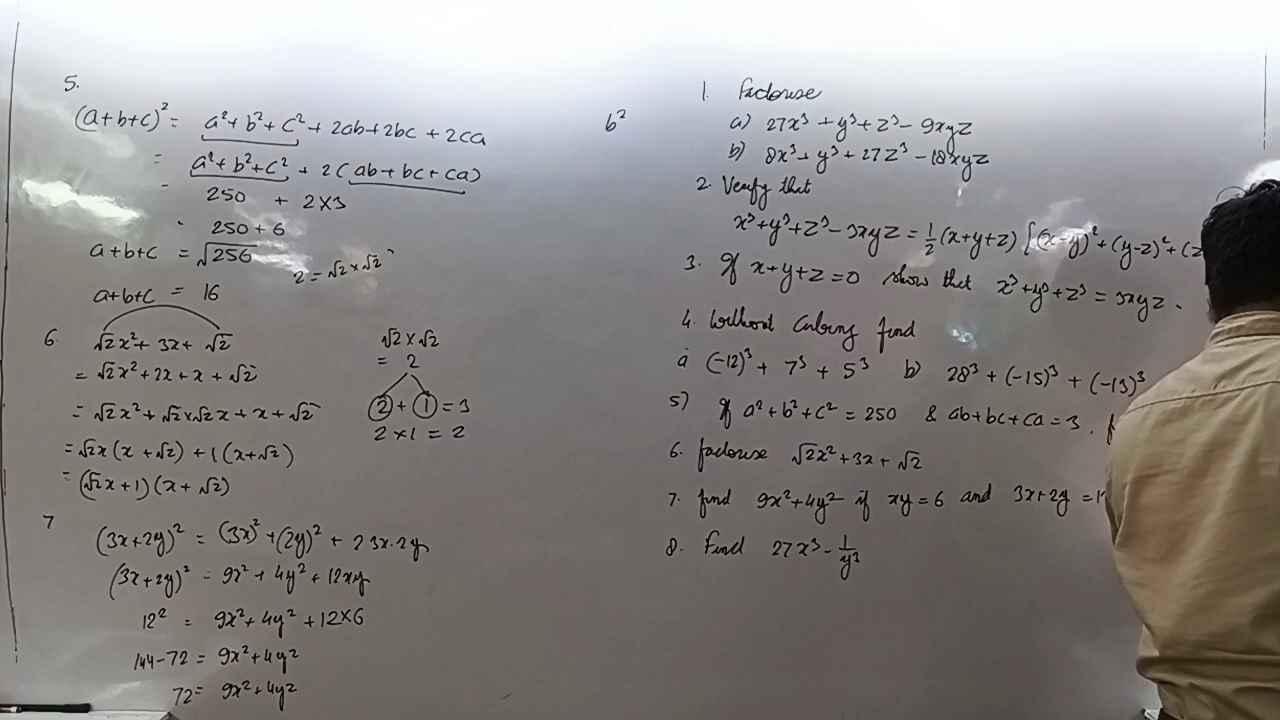 5.
(a+b+c)² = a²+b²+c²+2ab+2bc+2ca
= a²+b²+c²+2(ab+bc+ca)
= 250 + 2×3
250+6
a+b+c = √256
2=√2×√2
a+b+c = 16
6. √2x²+3x+√2
= √2x²+2x+x+√2
= √2x²+√2×√2x+x+√2
= √2x(x+√2)+1(x+√2)
= (√2x+1)(x+√2)
√2×√2
= 2
2+1=3
2×1=2
7
(3x+2y)² = (3x)²+(2y)²+2 3x·2y
(3x+2y)² = 9x²+4y²+12xy
12² = 9x²+4y²+12×6
144-72 = 9x²+4y²
72= 9x²+4y²
b²
1. Factorise
a) 27x³+y³+z³-9xyz
b) 8x³+y³+27z³-18xyz
2. Verify that
x³+y³+z³-3xyz=½(x+y+z)[(x-y)²+(y-z)²+(z
3. If x+y+z=0 show that x³+y³+z³=3xyz.
4. Without Cubing find
a (-12)³+7³+5³ b) 28³+(-15)³+(-13)³
5) If a²+b²+c²=250 & ab+bc+ca=3,
6. factorise √2x²+3x+√2
7. find 9x²+4y² if xy=6 and 3x+2y=1
8. Find 27x³-1/y³